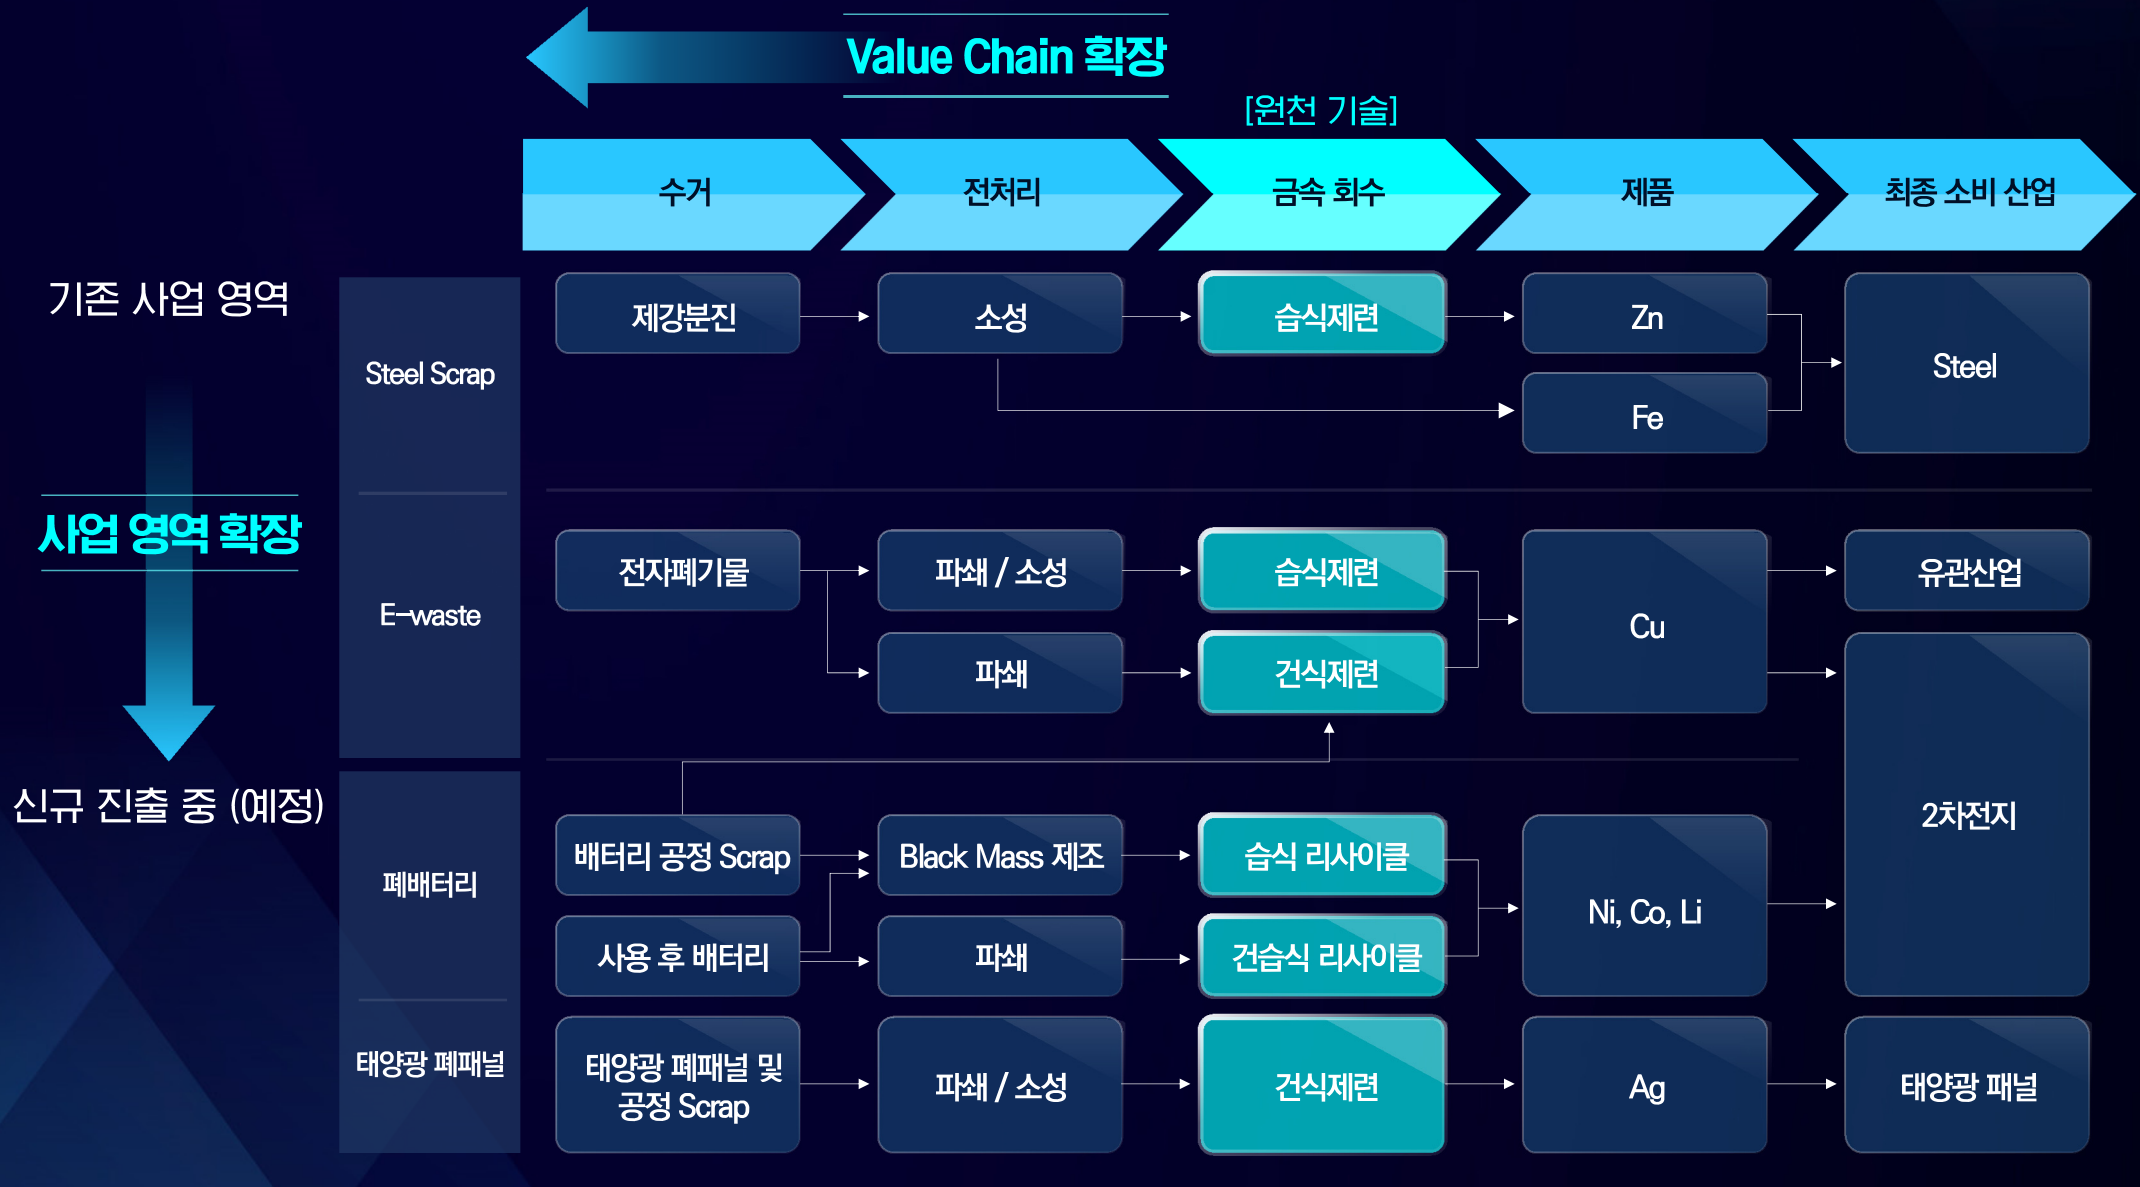 Value Chain 확장
[원천 기술]
수거
전처리
금속 회수
제품
최종 소비 산업
기존 사업 영역
사업 영역 확장
신규 진출 중 (예정)
Steel Scrap
제강분진
소성
습식제련
Zn
Fe
Steel
E-waste
전자폐기물
파쇄 / 소성
습식제련
파쇄
건식제련
Cu
유관산업
2차전지
폐배터리
배터리 공정 Scrap
Black Mass 제조
습식 리사이클
사용 후 배터리
파쇄
건습식 리사이클
Ni, Co, Li
태양광 폐패널
태양광 폐패널 및
공정 Scrap
파쇄 / 소성
건식제련
Ag
태양광 패널